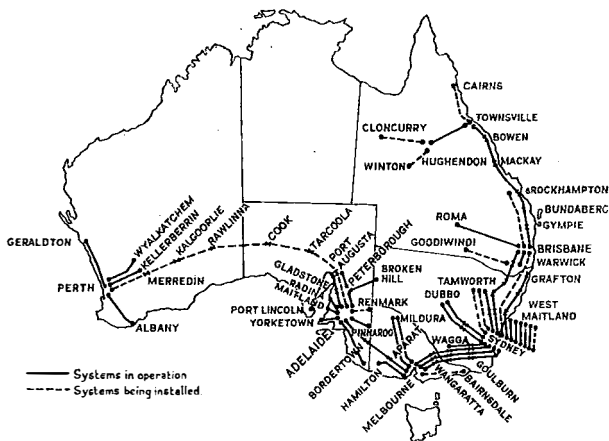 CAIRNS
TOWNSVILLE
CLONCURRY
BOWEN
WINTON
HUGHENDON
MACKAY
ROCKHAMPTON
BUNDABERG
GYMPIE
ROMA
GOODIWINDI
BRISBANE
WARWICK
GRAFTON
TAMWORTH
DUBBO
WEST
MAITLAND
SYDNEY
WAGGA
GOULBURN
WYALKATCHEM
KELLERBERRIN
KALGOORLIE
RAWLINNA
COOK
TARCOOLA
PORT
AUGUSTA
PETERBOROUGH
GERALDTON
GLADSTONE
BROKEN
HILL
MERREDIN
PERTH
RADINA
MAITLAND
RENMARK
MILDURA
PORT LINCOLN
YORKETOWN
PINNAROO
ALBANY
ADELAIDE
BORDERTOWN
ARARAT
HAMILTON
MELBOURNE
WANGARATTA
BAIRNSDALE
Systems in operation
Systems being installed.